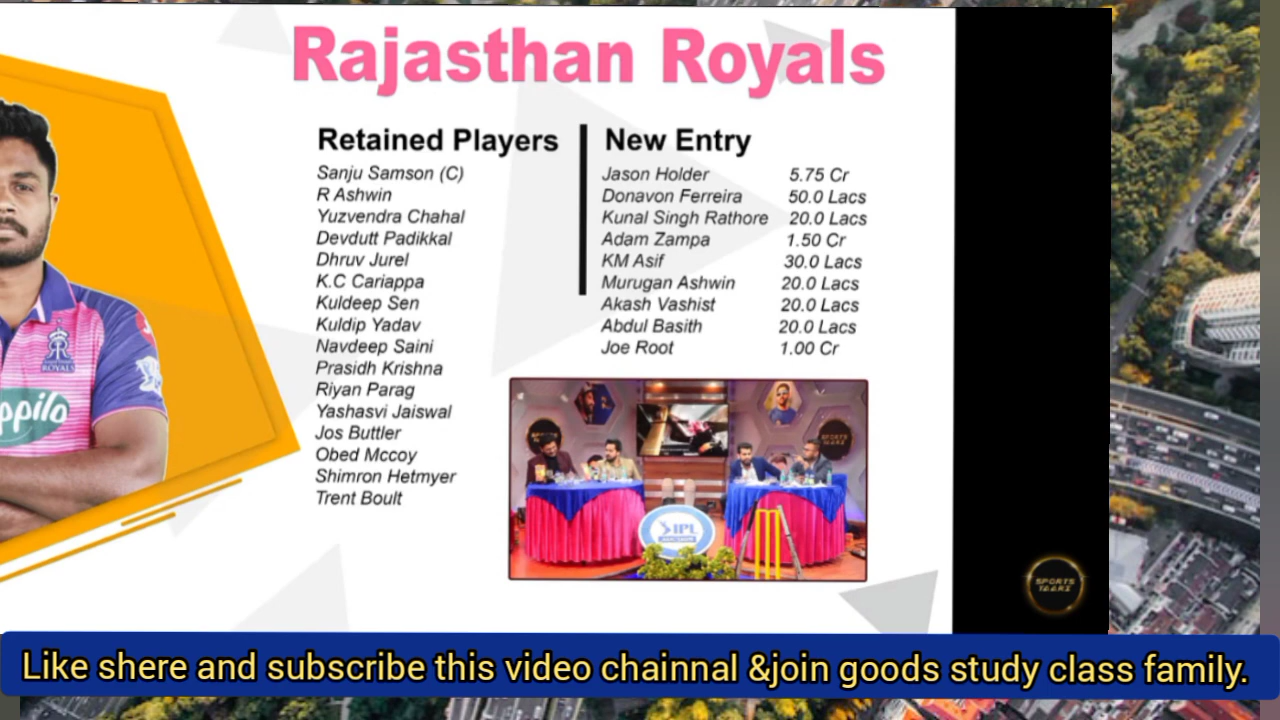 Rajasthan Royals
Retained Players
Sanju Samson (C)
R Ashwin
Yuzvendra Chahal
Devdutt Padikkal
Dhruv Jurel
K.C Cariappa
Kuldeep Sen
Kuldip Yadav
Navdeep Saini
Prasidh Krishna
Riyan Parag
Yashasvi Jaiswal
Jos Buttler
Obed Mccoy
Shimron Hetmyer
Trent Boult
New Entry
Jason Holder 5.75 Cr
Donavon Ferreira 50.0 Lacs
Kunal Singh Rathore 20.0 Lacs
Adam Zampa 1.50 Cr
KM Asif 30.0 Lacs
Murugan Ashwin 20.0 Lacs
Akash Vashist 20.0 Lacs
Abdul Basith 20.0 Lacs
Joe Root 1.00 Cr
ROYALS
ppilo
IPL
SPORTS
YAARI
Like shere and subscribe this video chainnal &join goods study class family.